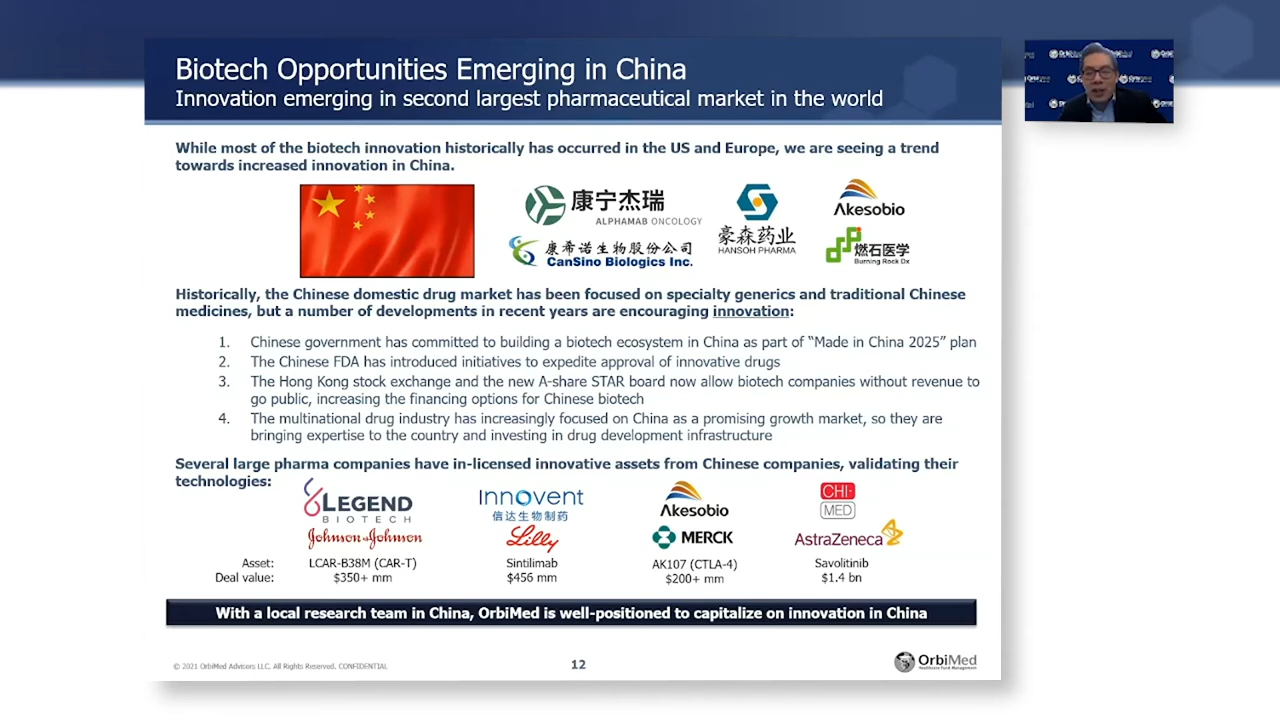 Biotech Opportunities Emerging in China
Innovation emerging in second largest pharmaceutical market in the world
While most of the biotech innovation historically has occurred in the US and Europe, we are seeing a trend
towards increased innovation in China.
康宁杰瑞
ALPHAMAB ONCOLOGY
康希诺生物股份公司
CanSino Biologics Inc.
豪森药业
HANSOH PHARMA
Akesobio
燃石医学
Burning Rock Dx
Historically, the Chinese domestic drug market has been focused on specialty generics and traditional Chinese
medicines, but a number of developments in recent years are encouraging innovation:
1. Chinese government has committed to building a biotech ecosystem in China as part of “Made in China 2025” plan
2. The Chinese FDA has introduced initiatives to expedite approval of innovative drugs
3. The Hong Kong stock exchange and the new A-share STAR board now allow biotech companies without revenue to
go public, increasing the financing options for Chinese biotech
4. The multinational drug industry has increasingly focused on China as a promising growth market, so they are
bringing expertise to the country and investing in drug development infrastructure
Several large pharma companies have in-licensed innovative assets from Chinese companies, validating their
technologies:
LEGEND
BIOTECH
Johnson & Johnson
Innovent
信达生物制药
Lilly
Akesobio
MERCK
CHI-
MED
AstraZeneca
Asset: LCAR-B38M (CAR-T) Sintilimab AK107 (CTLA-4) Savolitinib
Deal value: $350+ mm $456 mm $200+ mm $1.4 bn
With a local research team in China, OrbiMed is well-positioned to capitalize on innovation in China
© 2021 OrbiMed Advisors LLC. All Rights Reserved. CONFIDENTIAL
12
OrbiMed
Healthcare Fund Management